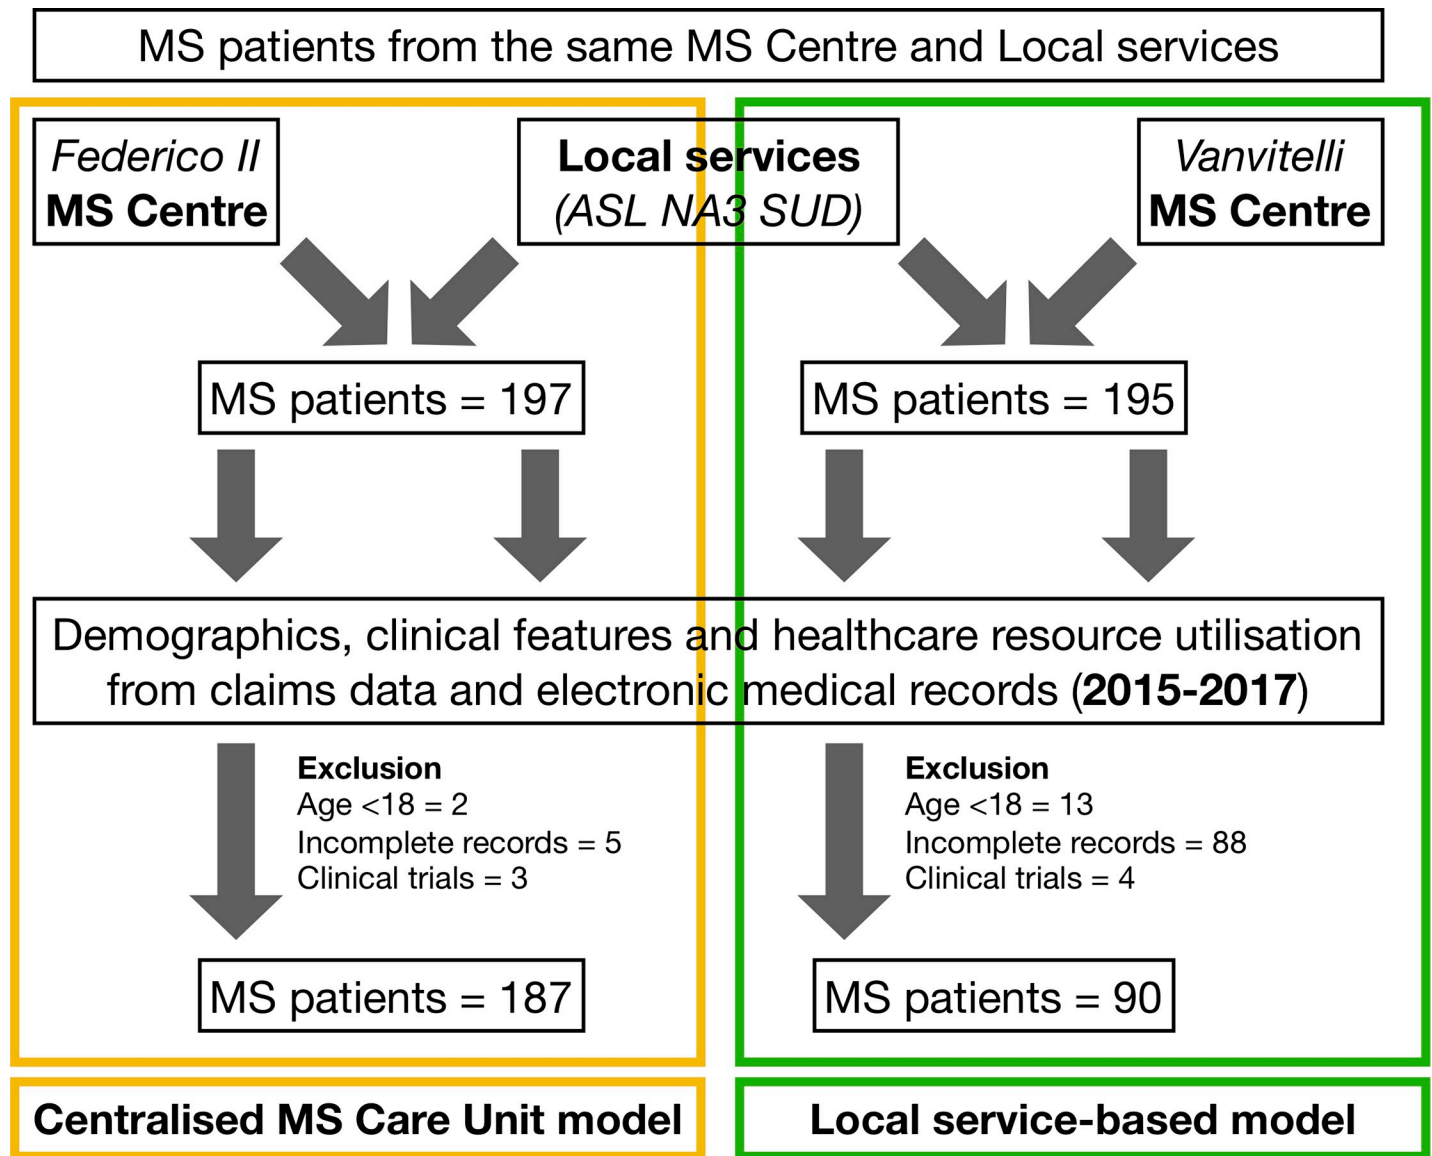 MS patients from the same MS Centre and Local services
Federico II
MS Centre
Local services
(ASL NA3 SUD)
Vanvitelli
MS Centre
MS patients = 197
MS patients = 195
Demographics, clinical features and healthcare resource utilisation
from claims data and electronic medical records (2015-2017)
Exclusion
Age <18 = 2
Incomplete records = 5
Clinical trials = 3
Exclusion
Age <18 = 13
Incomplete records = 88
Clinical trials = 4
MS patients = 187
MS patients = 90
Centralised MS Care Unit model
Local service-based model